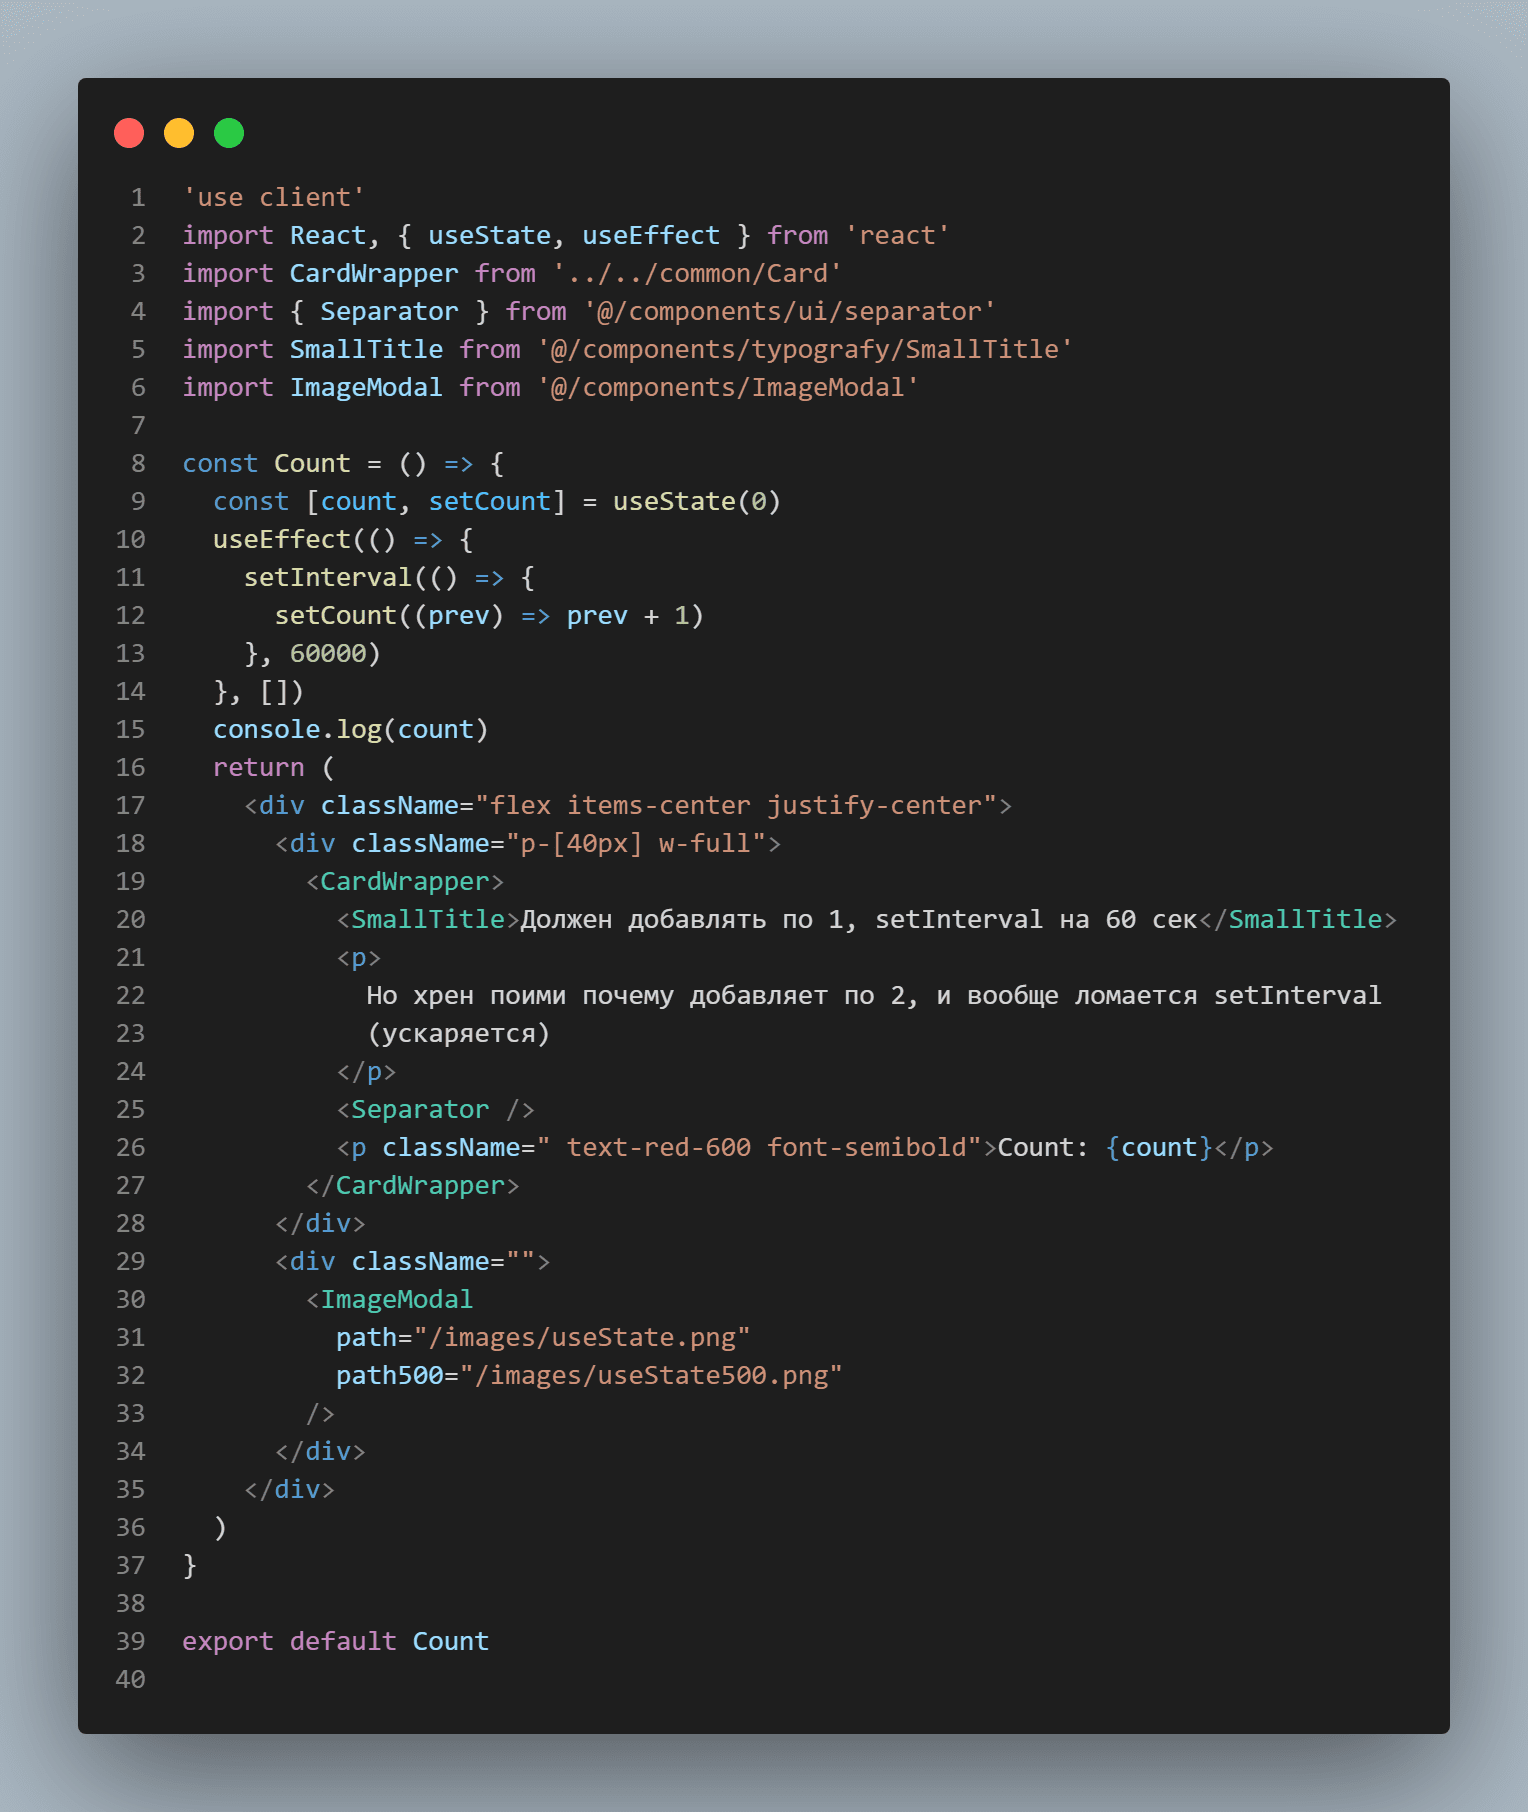 1 'use client'
2 import React, { useState, useEffect } from 'react'
3 import CardWrapper from '../../common/Card'
4 import { Separator } from '@/components/ui/separator'
5 import SmallTitle from '@/components/typografy/SmallTitle'
6 import ImageModal from '@/components/ImageModal'
7
8 const Count = () => {
9   const [count, setCount] = useState(0)
10   useEffect(() => {
11     setInterval(() => {
12       setCount((prev) => prev + 1)
13     }, 60000)
14   }, [])
15   console.log(count)
16   return (
17     <div className="flex items-center justify-center">
18       <div className="p-[40px] w-full">
19         <CardWrapper>
20           <SmallTitle>Должен добавлять по 1, setInterval на 60 сек</SmallTitle>
21           <p>
22             Но хрен поими почему добавляет по 2, и вообще ломается setInterval
23             (ускаряется)
24           </p>
25           <Separator />
26           <p className=" text-red-600 font-semibold">Count: {count}</p>
27         </CardWrapper>
28       </div>
29       <div className="">
30         <ImageModal
31           path="/images/useState.png"
32           path500="/images/useState500.png"
33         />
34       </div>
35     </div>
36   )
37 }
38
39 export default Count
40